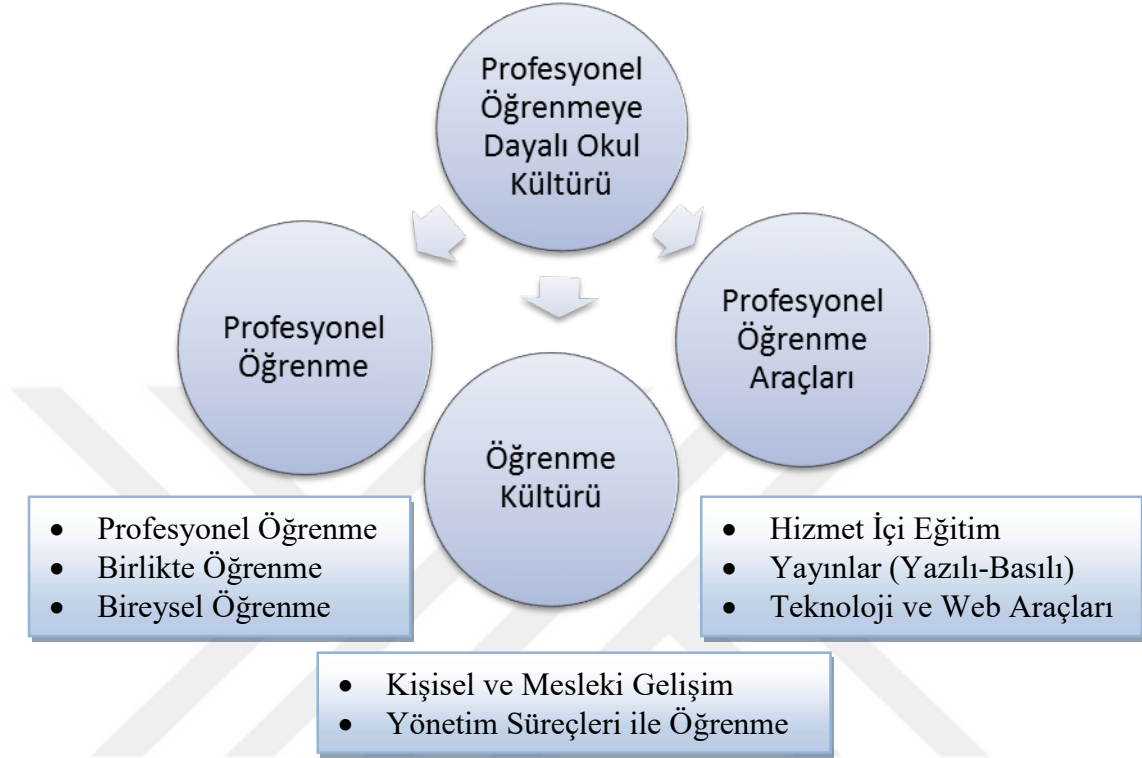 Profesyonel
Öğrenmeye
Dayalı Okul
Kültürü
Profesyonel
Öğrenme
Öğrenme
Kültürü
Profesyonel
Öğrenme
Araçları
• Profesyonel Öğrenme
• Birlikte Öğrenme
• Bireysel Öğrenme
• Kişisel ve Mesleki Gelişim
• Yönetim Süreçleri ile Öğrenme
• Hizmet İçi Eğitim
• Yayınlar (Yazılı-Basılı)
• Teknoloji ve Web Araçları